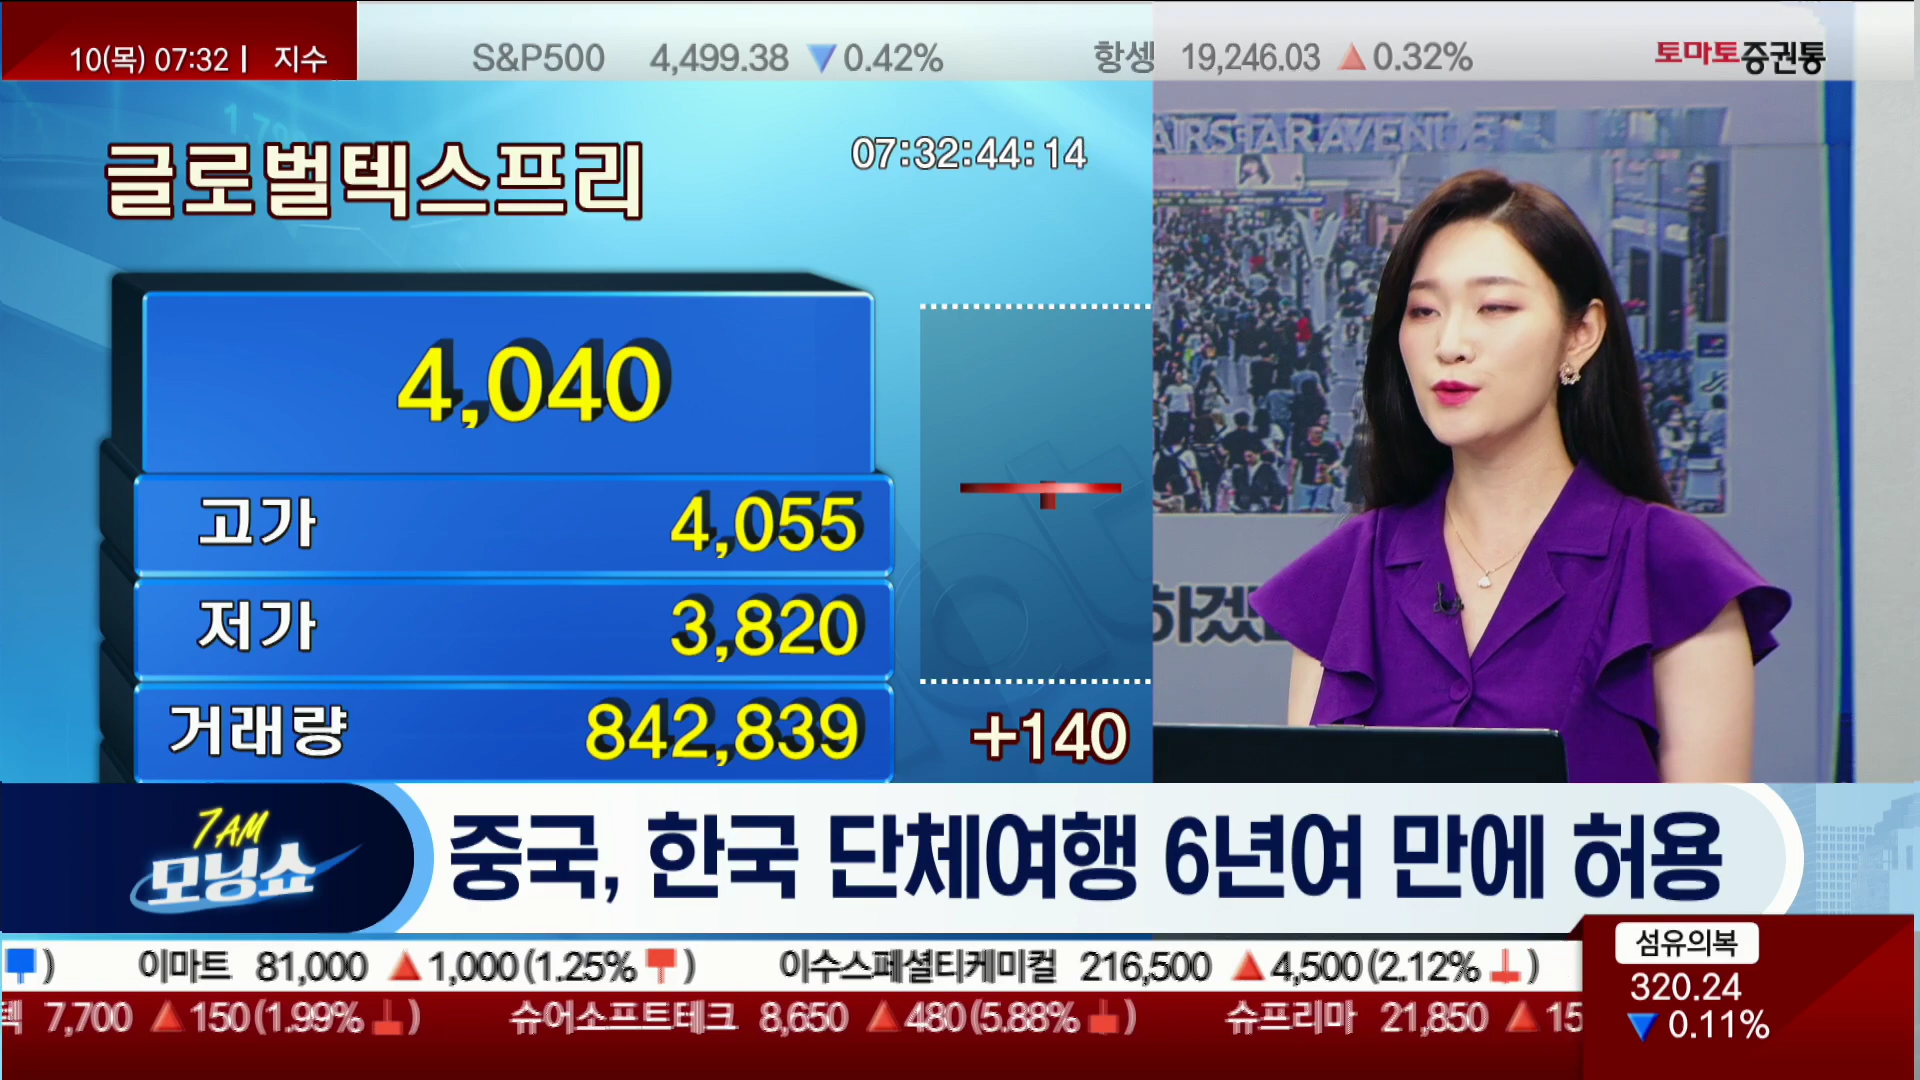 10(목) 07:32 | 지수
S&P500 4,499.38 ▼0.42% 항셍 19,246.03 ▲0.32%
토마토증권통
글로벌텍스프리
07:32:44:14
AIRSTAR AVENUE
4,040
고가 4,055
저가 3,820
거래량 842,839
+140
하겠
7AM
모닝쇼
중국, 한국 단체여행 6년여 만에 허용
) 이마트 81,000 ▲1,000(1.25% ) 이수스페셜티케미컬 216,500 ▲4,500(2.12% )
텍 7,700 ▲150(1.99% ) 슈어소프트테크 8,650 ▲480(5.88% ) 슈프리마 21,850 ▲15
섬유의복
320.24
▼0.11%